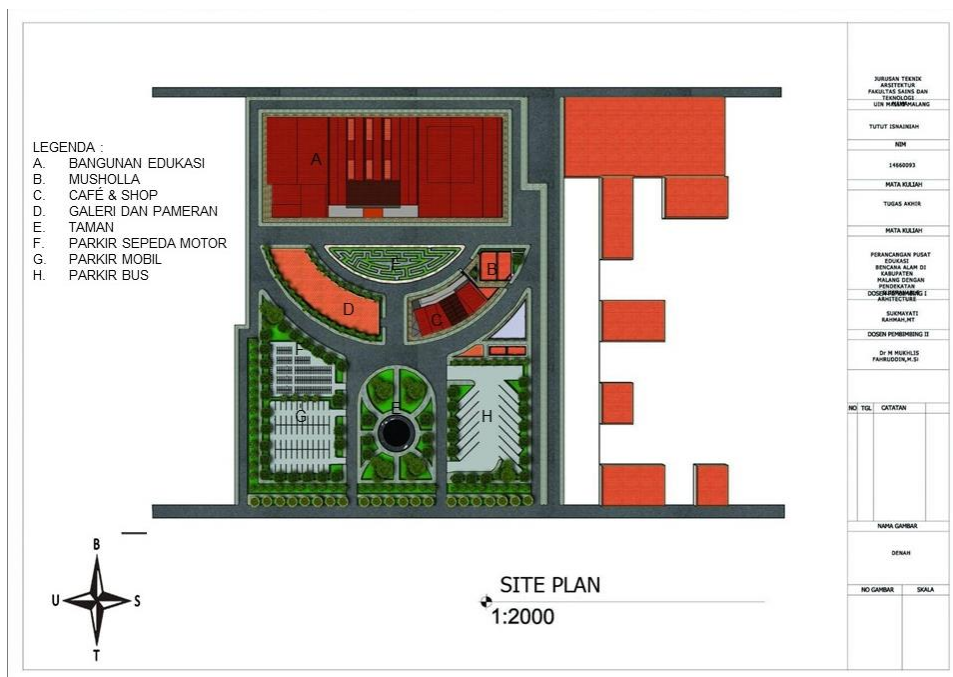 LEGENDA :
A. BANGUNAN EDUKASI
B. MUSHOLLA
C. CAFÉ & SHOP
D. GALERI DAN PAMERAN
E. TAMAN
F. PARKIR SEPEDA MOTOR
G. PARKIR MOBIL
H. PARKIR BUS
A
E
B
D
C
F
G
E
H
B
U
S
T
SITE PLAN
1:2000
JURUSAN TEKNIK
ARSITEKTUR
FAKULTAS SAINS DAN
TEKNOLOGI
UIN MALANG
TUTUT ISNAINIAH
NIM
14660093
MATA KULIAH
TUGAS AKHIR
MATA KULIAH
PERANCANGAN PUSAT
EDUKASI
BENCANA ALAM DI
KABUPATEN
MALANG DENGAN
PENDEKATAN
DOSEN PEMBIMBING I
ARHITECTURE
SUKMAYATI
RAHMAH,MT
DOSEN PEMBIMBING II
Dr M MUKHLIS
FAHRUDDIN,M.Si
NO TGL CATATAN
NAMA GAMBAR
DENAH
NO GAMBAR SKALA